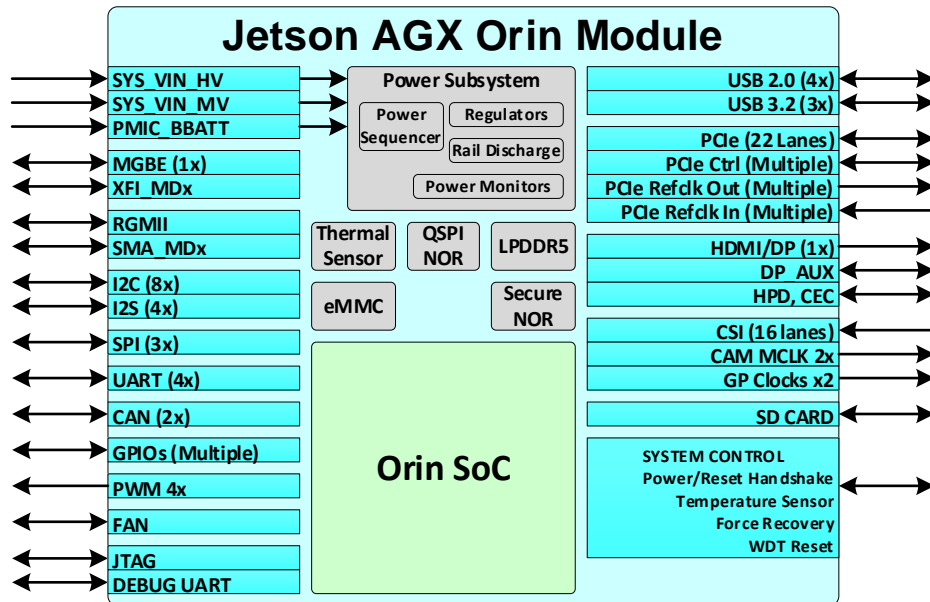 Jetson AGX Orin Module
SYS_VIN_HV
SYS_VIN_MV
PMIC_BBATT
MGBE (1x)
XFI_MDx
RGMII
SMA_MDx
I2C (8x)
I2S (4x)
SPI (3x)
UART (4x)
CAN (2x)
GPIOs (Multiple)
PWM 4x
FAN
JTAG
DEBUG UART
Power Subsystem
Power
Sequencer
Regulators
Rail Discharge
Power Monitors
Thermal
Sensor
QSPI
NOR
LPDDR5
eMMC
Secure
NOR
Orin SoC
USB 2.0 (4x)
USB 3.2 (3x)
PCIe (22 Lanes)
PCIe Ctrl (Multiple)
PCIe Refclk Out (Multiple)
PCIe Refclk In (Multiple)
HDMI/DP (1x)
DP_AUX
HPD, CEC
CSI (16 lanes)
CAM MCLK 2x
GP Clocks x2
SD CARD
SYSTEM CONTROL
Power/Reset Handshake
Temperature Sensor
Force Recovery
WDT Reset